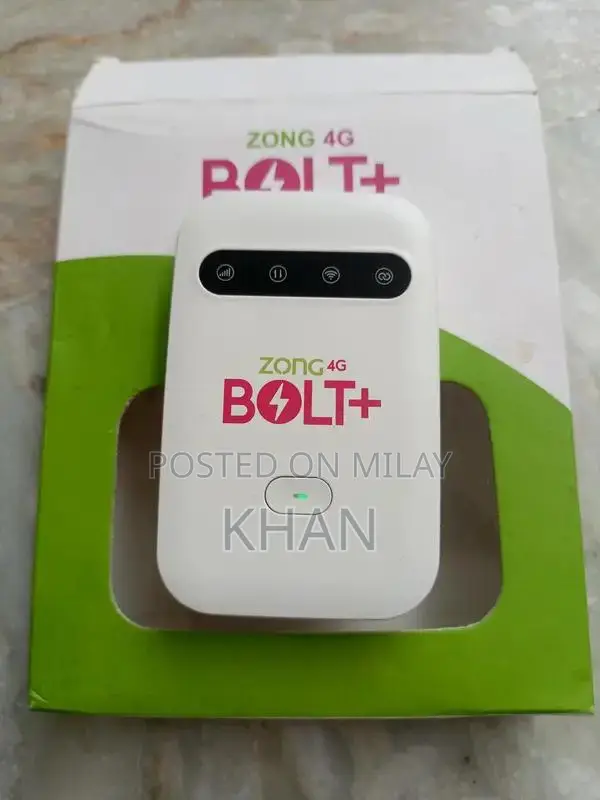 ZONG 4G
BOLT+
ZONG 4G
BOLT+
POSTED ON MILAY
KHAN